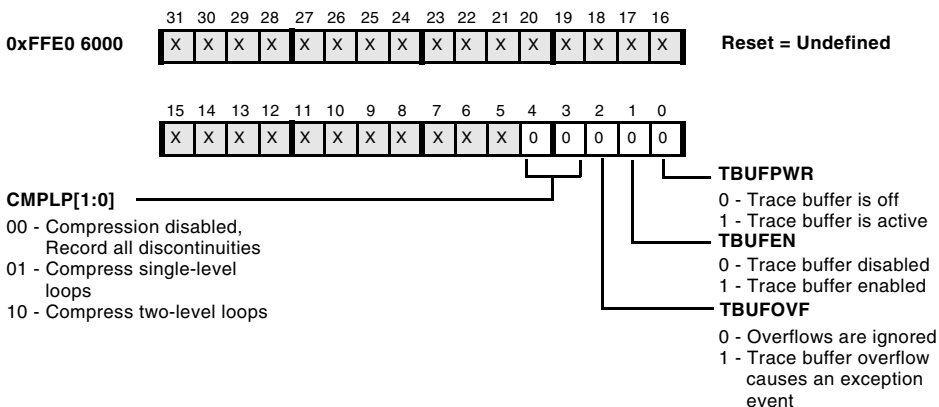 31 30 29 28 27 26 25 24 23 22 21 20 19 18 17 16
0xFFE0 6000 X X X X X X X X X X X X X X X X Reset = Undefined
15 14 13 12 11 10 9 8 7 6 5 4 3 2 1 0
X X X X X X X X X X X 0 0 0 0 0
CMPLP[1:0]
00 - Compression disabled,
Record all discontinuities
01 - Compress single-level
loops
10 - Compress two-level loops
TBUFPWR
0 - Trace buffer is off
1 - Trace buffer is active
TBUFEN
0 - Trace buffer disabled
1 - Trace buffer enabled
TBUFOVF
0 - Overflows are ignored
1 - Trace buffer overflow
causes an exception
event